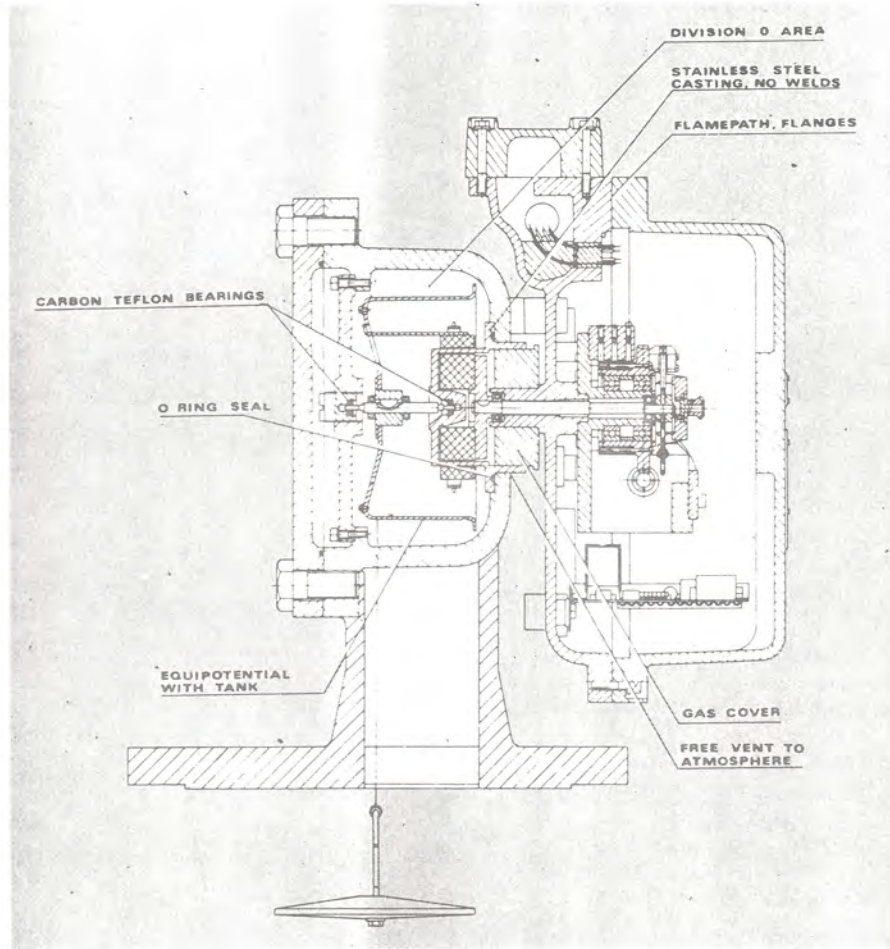 DIVISION 0 AREA
STAINLESS STEEL
CASTING, NO WELDS
FLAMEPATH, FLANGES
CARBON TEFLON BEARINGS
O RING SEAL
EQUIPOTENTIAL
WITH TANK
GAS COVER
FREE VENT TO
ATMOSPHERE